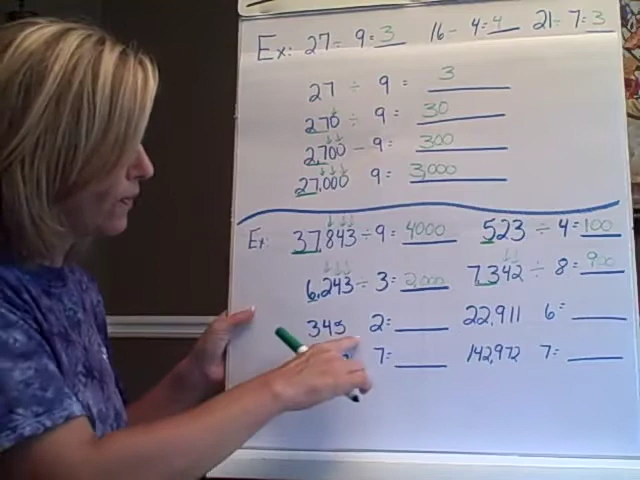 Ex: 27 ÷ 9 = 3 16 - 4 = 4 21 ÷ 7 = 3
27 ÷ 9 = 3
270 ÷ 9 = 30
2,700 - 9 = 300
27,000 9 = 3,000
Ex: 37,843 ÷ 9 = 4000 523 ÷ 4 = 100
6,243 ÷ 3 = 2,000 7,342 ÷ 8 = 900
345 2 = 22,911 6 =
7 = 142,972 7 =